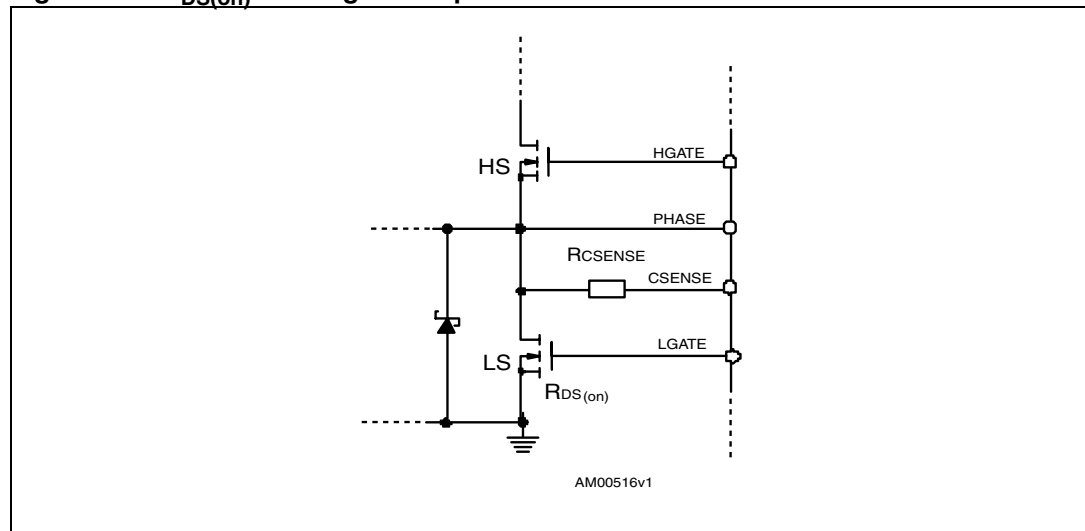 HGATE
HS
PHASE
RCSENSE
CSENSE
LGATE
LS
RDS(on)
AM00516v1